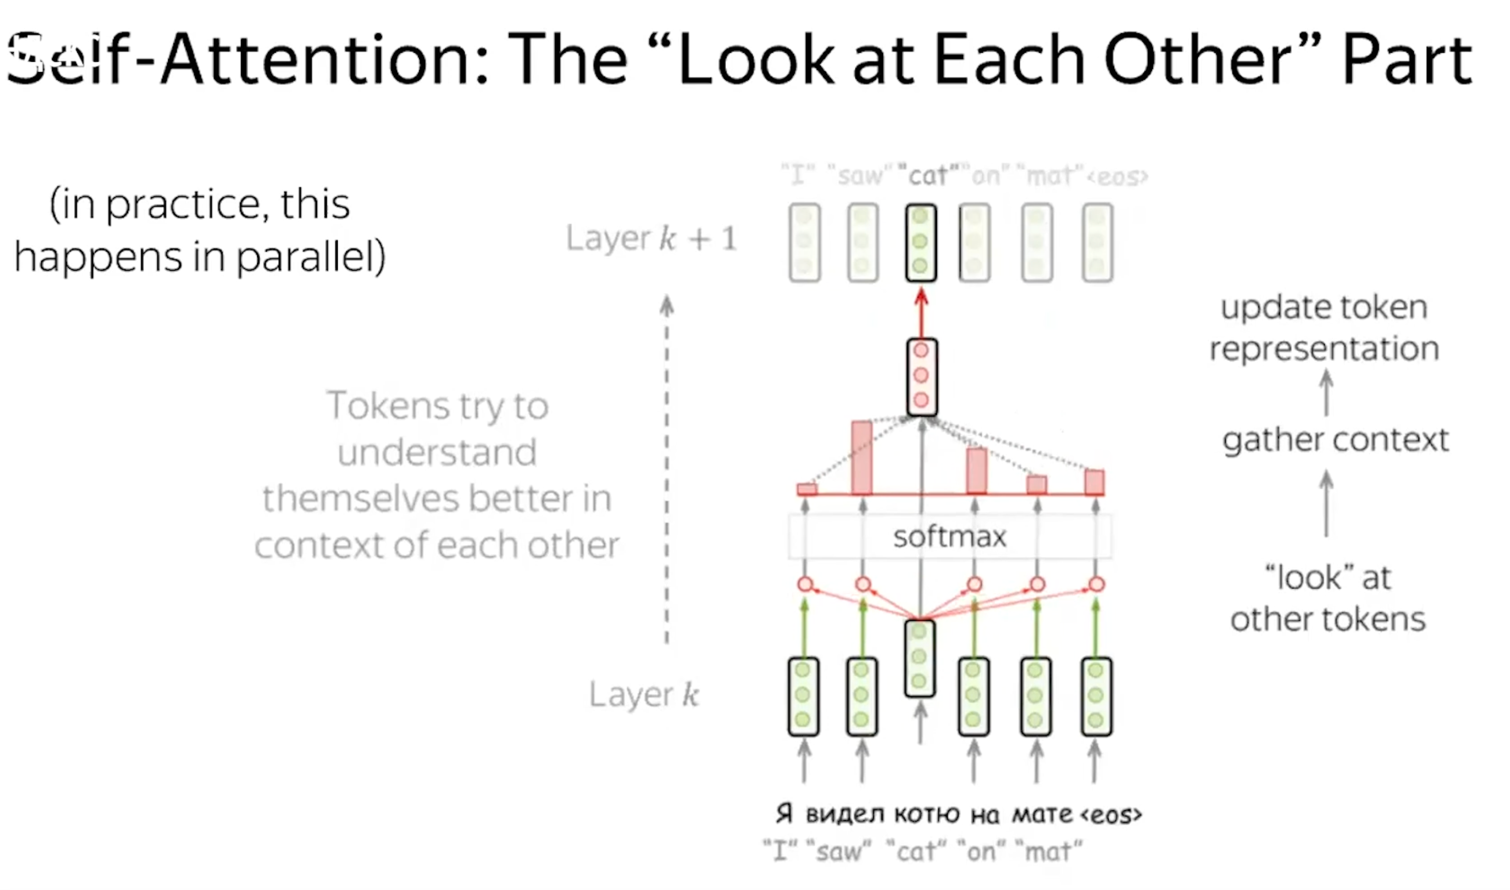 Self-Attention: The “Look at Each Other” Part
(in practice, this
happens in parallel)
"I" "saw" "cat" "on" "mat" <eos>
Layer k + 1
update token
representation
Tokens try to
understand
themselves better in
context of each other
gather context
softmax
“look” at
other tokens
Layer k
Я видел котю на мате <eos>
"I" "saw" "cat" "on" "mat"